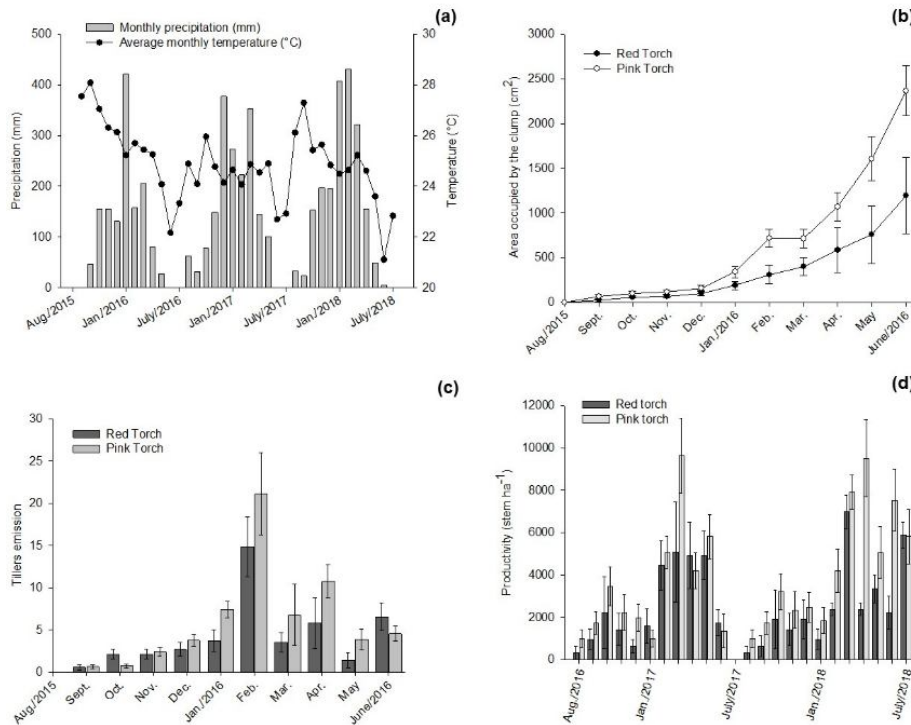 (a)
Monthly precipitation (mm)
Average monthly temperature (°C)
Precipitation (mm)
500
400
300
200
100
0
30
28
26
24
22
20
Temperature (°C)
Aug./2015
Jan./2016
July/2016
Jan./2017
July/2017
Jan./2018
July/2018
(b)
Red Torch
Pink Torch
Area occupied by the clump (cm²)
3000
2500
2000
1500
1000
500
0
Aug./2015
Sept.
Oct.
Nov.
Dec.
Jan./2016
Feb.
Mar.
Apr.
May
June/2016
(c)
Red Torch
Pink Torch
Tillers emission
30
25
20
15
10
5
0
Aug./2015
Sept.
Oct.
Nov.
Dec.
Jan./2016
Feb.
Mar.
Apr.
May
June/2016
(d)
Red torch
Pink torch
Productivity (stem ha⁻¹)
12000
10000
8000
6000
4000
2000
0
Aug./2016
Jan./2017
July/2017
Jan./2018
July/2018